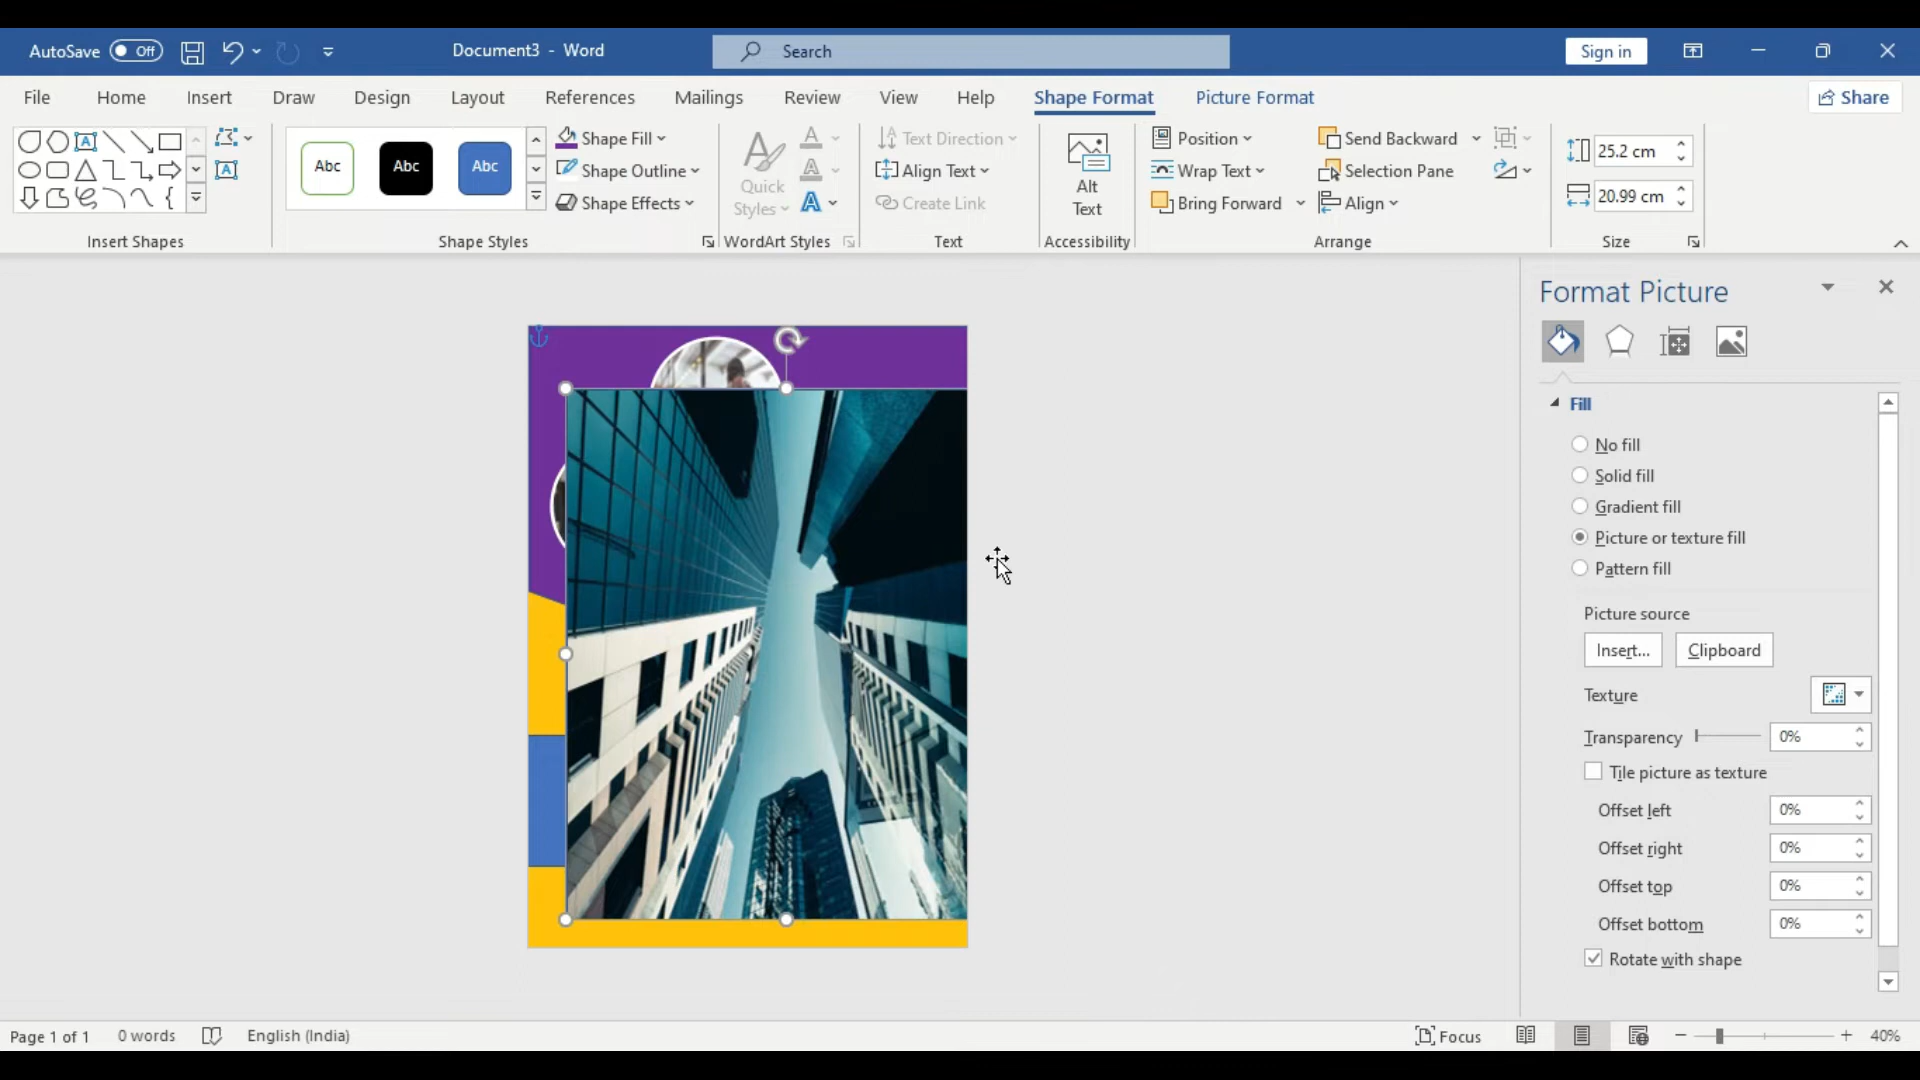 AutoSave Off Document3 - Word Search Sign in
File Home Insert Draw Design Layout References Mailings Review View Help Shape Format Picture Format Share
Abc Abc Abc
Shape Fill
Shape Outline
Shape Effects
Quick
Styles
Text Direction
Align Text
Create Link
Alt
Text
Position
Wrap Text
Bring Forward
Send Backward
Selection Pane
Align
25.2 cm
20.99 cm
Insert Shapes Shape Styles WordArt Styles Text Accessibility Arrange Size
Format Picture
Fill
No fill
Solid fill
Gradient fill
Picture or texture fill
Pattern fill
Picture source
Insert... Clipboard
Texture
Transparency 0%
Tile picture as texture
Offset left 0%
Offset right 0%
Offset top 0%
Offset bottom 0%
Rotate with shape
Page 1 of 1 0 words English (India) Focus 40%